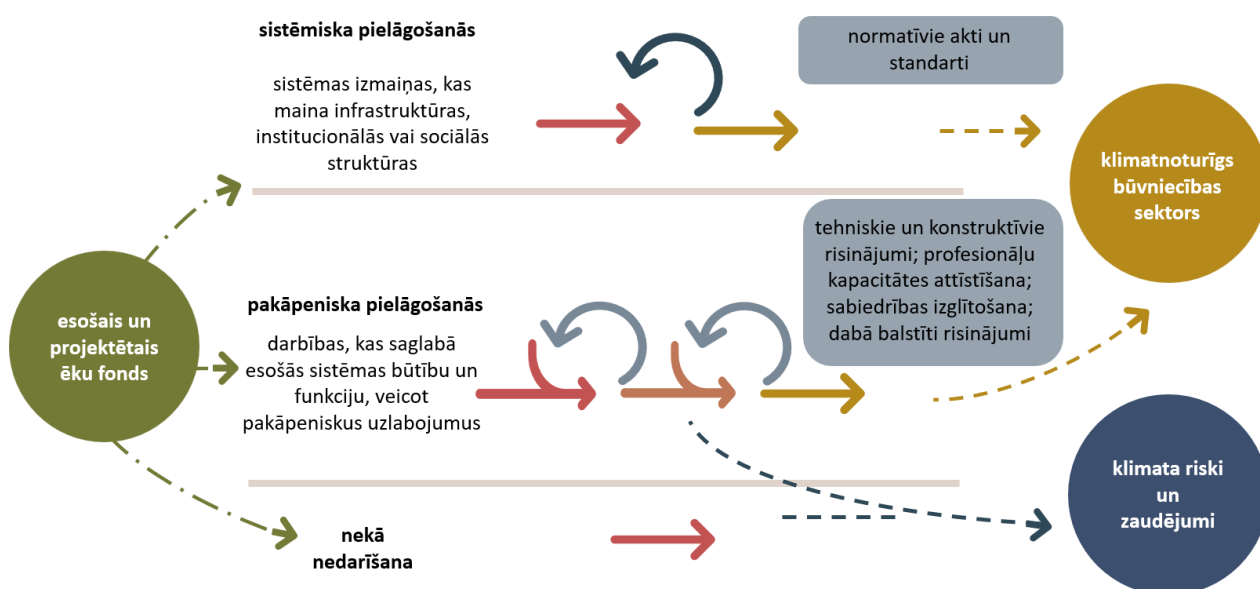 sistēmiska pielāgošanās
sistēmas izmaiņas, kas
maina infrastruktūras,
institucionālās vai sociālās
struktūras
normatīvie akti un
standarti
klimatnoturīgs
būvniecības
sektors
esošais un
projektētais
ēku fonds
pakāpeniska pielāgošanās
darbības, kas saglabā
esošās sistēmas būtību un
funkciju, veicot
pakāpeniskus uzlabojumus
tehniskie un konstruktīvie
risinājumi; profesionāļu
kapacitātes attīstīšana;
sabiedrības izglītošana;
dabā balstīti risinājumi
klimata riski
un
zaudējumi
nekā
nedarīšana